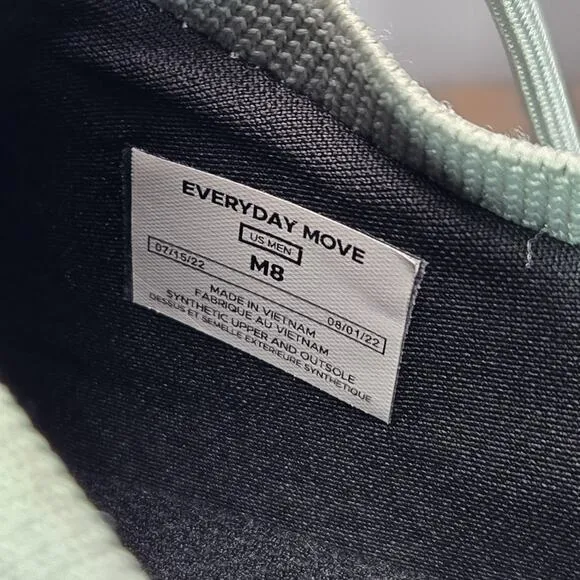 EVERYDAY MOVE
US MEN
M8
07/15/22
08/01/22
MADE IN VIETNAM
FABRIQUE AU VIETNAM
SYNTHETIC UPPER AND OUTSOLE
DESSUS ET SEMELLE EXTERIEURE SYNTHETIQUE